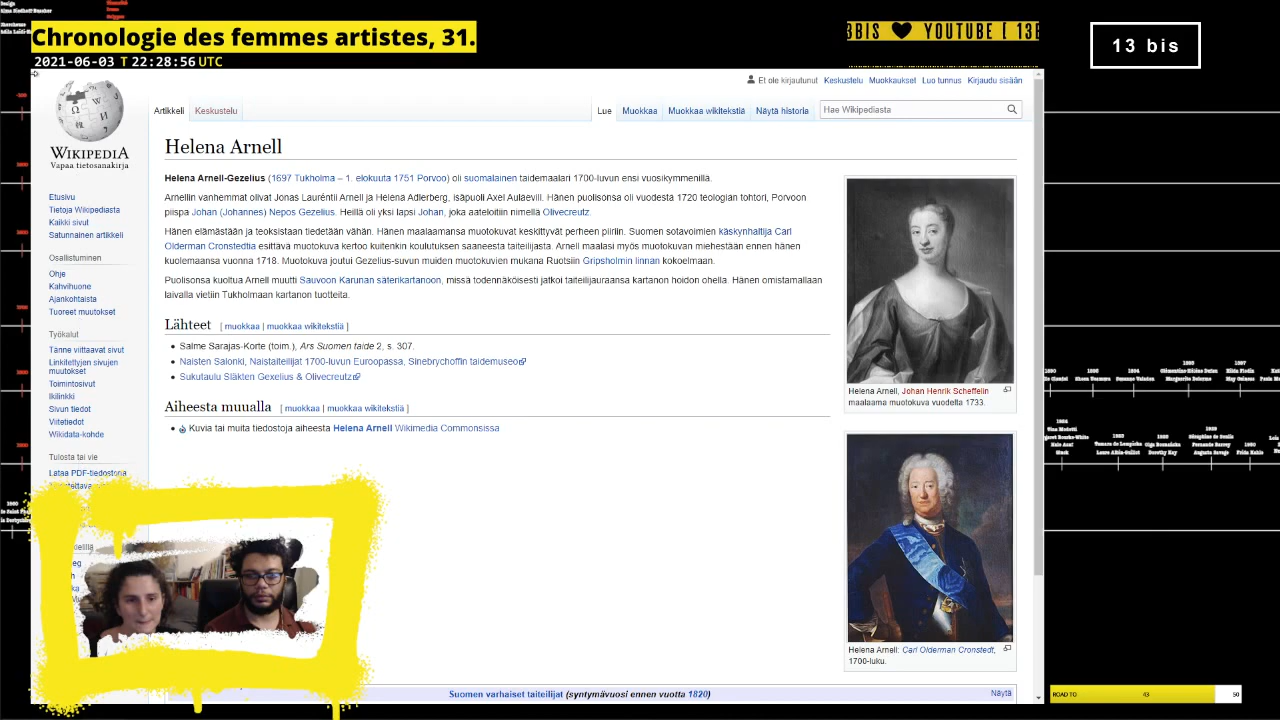 Design
Chronologie des femmes artistes, 31.
2021-06-03 T 22:28:56 UTC
3BIS ♥ YOUTUBE [ 13
13 bis
Et ole kirjautunut Keskustelu Muokkaukset Luo tunnus Kirjaudu sisään
Artikkeli Keskustelu
Lue Muokkaa Muokkaa wikitekstiä Näytä historia
Hae Wikipediasta
WIKIPEDIA
Vapaa tietosanakirja
Etusivu
Tietoja Wikipediasta
Kaikki sivut
Satunnainen artikkeli
Osallistuminen
Ohje
Kahvihuone
Ajankohtaista
Tuoreet muutokset
Työkalut
Tänne viittaavat sivut
Linkitettyjen sivujen
muutokset
Toimintosivut
Ikilinkki
Sivun tiedot
Viitetiedot
Wikidata-kohde
Tulosta tai vie
Lataa PDF-tiedostona
Helena Arnell
Helena Arnell-Gezelius (1697 Tukholma – 1. elokuuta 1751 Porvoo) oli suomalainen taidemaalari 1700-luvun ensi vuosikymmenillä.
Arnellin vanhemmat olivat Jonas Laurentii Arnell ja Helena Adlerberg, isäpuoli Axel Aulaevill. Hänen puolisonsa oli vuodesta 1720 teologian tohtori, Porvoon
piispa Johan (Johannes) Nepos Gezelius. Heillä oli yksi lapsi Johan, joka aateloitiin nimellä Olivecreutz.
Hänen elämästään ja teoksistaan tiedetään vähän. Hänen maalaamansa muotokuvat keskittyvät perheen piiriin. Suomen sotavoimien käskynhaltija Carl
Olderman Cronstedtia esittävä muotokuva kertoo kuitenkin koulutuksen saaneesta taiteilijasta. Arnell maalasi myös muotokuvan miehestään ennen hänen
kuolemaansa vuonna 1718. Muotokuva joutui Gezelius-suvun muiden muotokuvien mukana Ruotsiin Gripsholmin linnan kokoelmaan.
Puolisonsa kuoltua Arnell muutti Sauvoon Karunan säterikartanoon, missä todennäköisesti jatkoi taiteilijauraansa kartanon hoidon ohella. Hänen omistamallaan
laivalla vietiin Tukholmaan kartanon tuotteita.
Lähteet [ muokkaa | muokkaa wikitekstiä ]
Salme Sarajas-Korte (toim.), Ars Suomen taide 2, s. 307.
Naisten Salonki, Naistaiteilijat 1700-luvun Euroopassa, Sinebrychoffin taidemuseo
Sukutaulu Släkten Gexelius & Olivecreutz
Aiheesta muualla [ muokkaa | muokkaa wikitekstiä ]
Kuvia tai muita tiedostoja aiheesta Helena Arnell Wikimedia Commonsissa
Helena Arnell, Johan Henrik Scheffelin
maalaama muotokuva vuodelta 1733.
Helena Arnell: Carl Olderman Cronstedt,
1700-luku.
Suomen varhaiset taiteilijat (syntymävuosi ennen vuotta 1820)
Näytä
ROAD TO 43 50